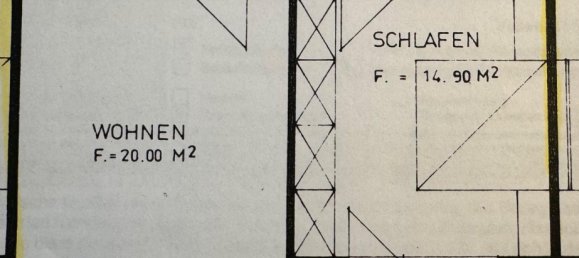 SCHLAFEN
F. = 14.90 M²
WOHNEN
F.=20.00 M²